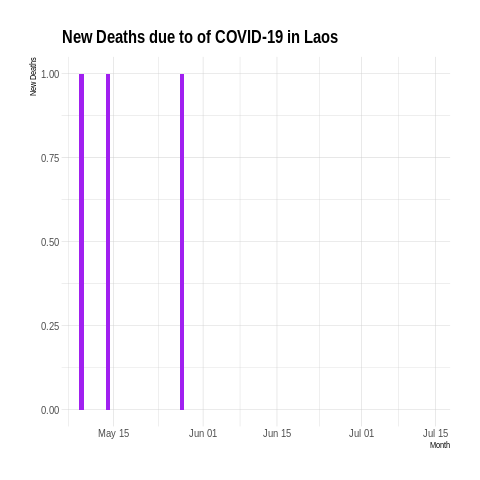 New Deaths due to of COVID-19 in Laos
New Deaths
1.00
0.75
0.50
0.25
0.00
May 15 Jun 01 Jun 15 Jul 01 Jul 15
Month